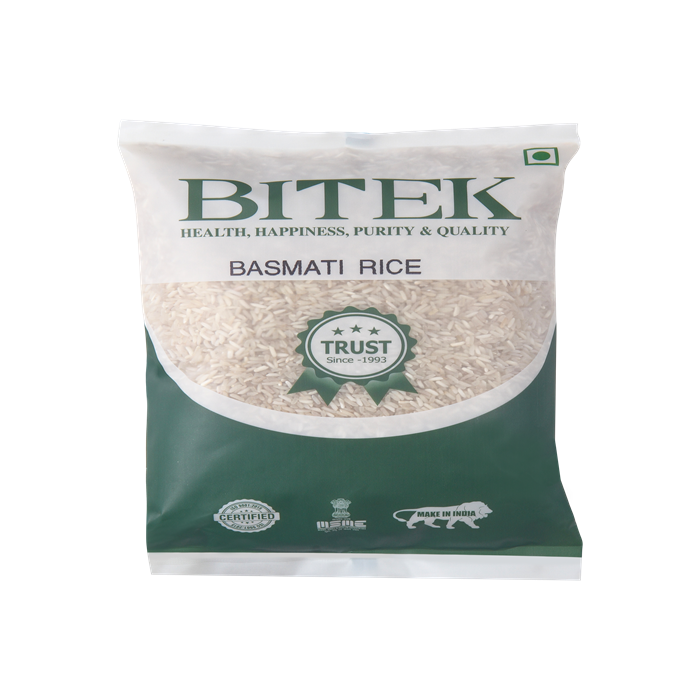 BITEK
HEALTH, HAPPINESS, PURITY & QUALITY
BASMATI RICE
TRUST
Since -1993
CERTIFIED
MAKE IN INDIA